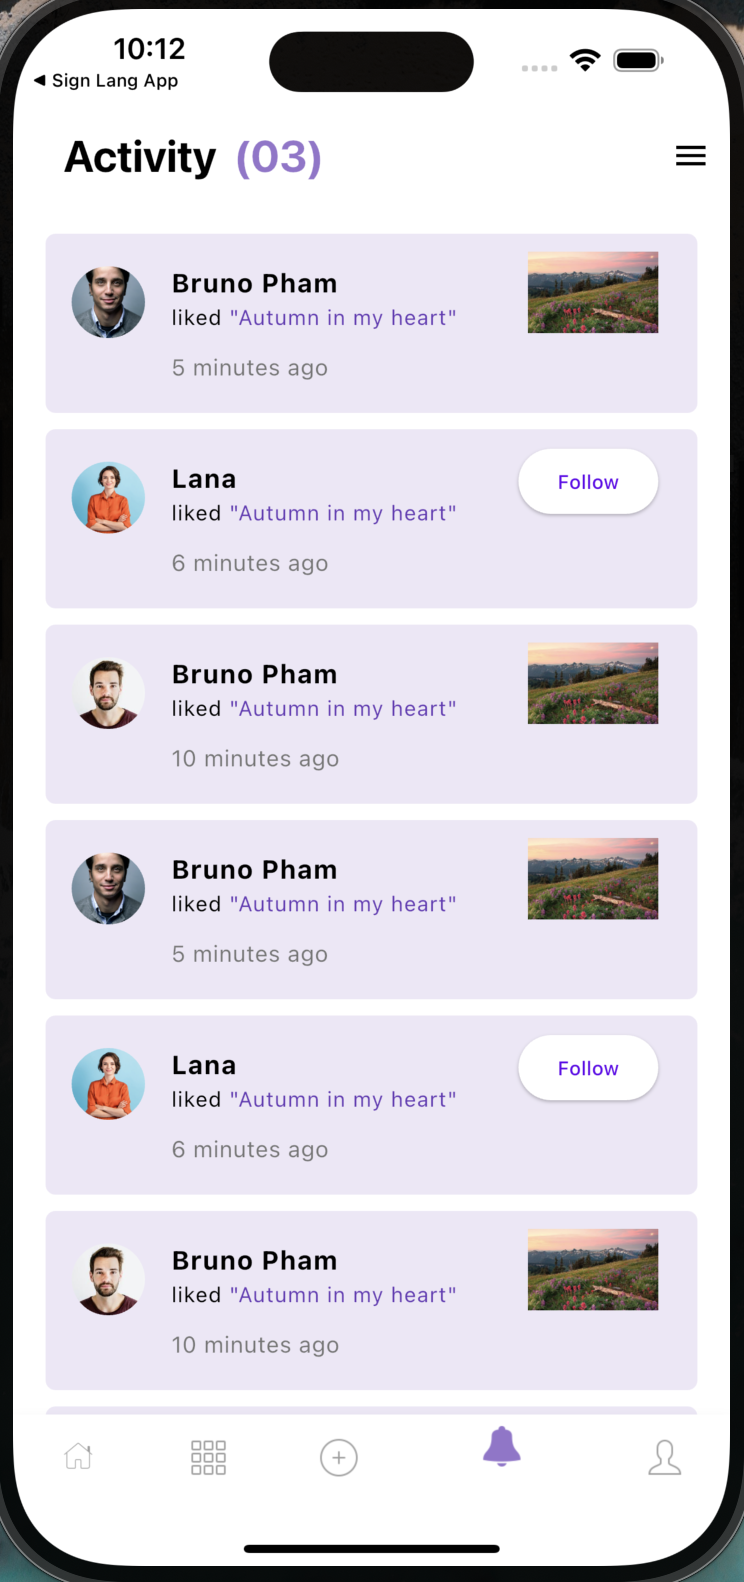 10:12
◀ Sign Lang App
Activity (03)
Bruno Pham
liked "Autumn in my heart"
5 minutes ago
Lana
liked "Autumn in my heart"
6 minutes ago
Follow
Bruno Pham
liked "Autumn in my heart"
10 minutes ago
Bruno Pham
liked "Autumn in my heart"
5 minutes ago
Lana
liked "Autumn in my heart"
6 minutes ago
Follow
Bruno Pham
liked "Autumn in my heart"
10 minutes ago